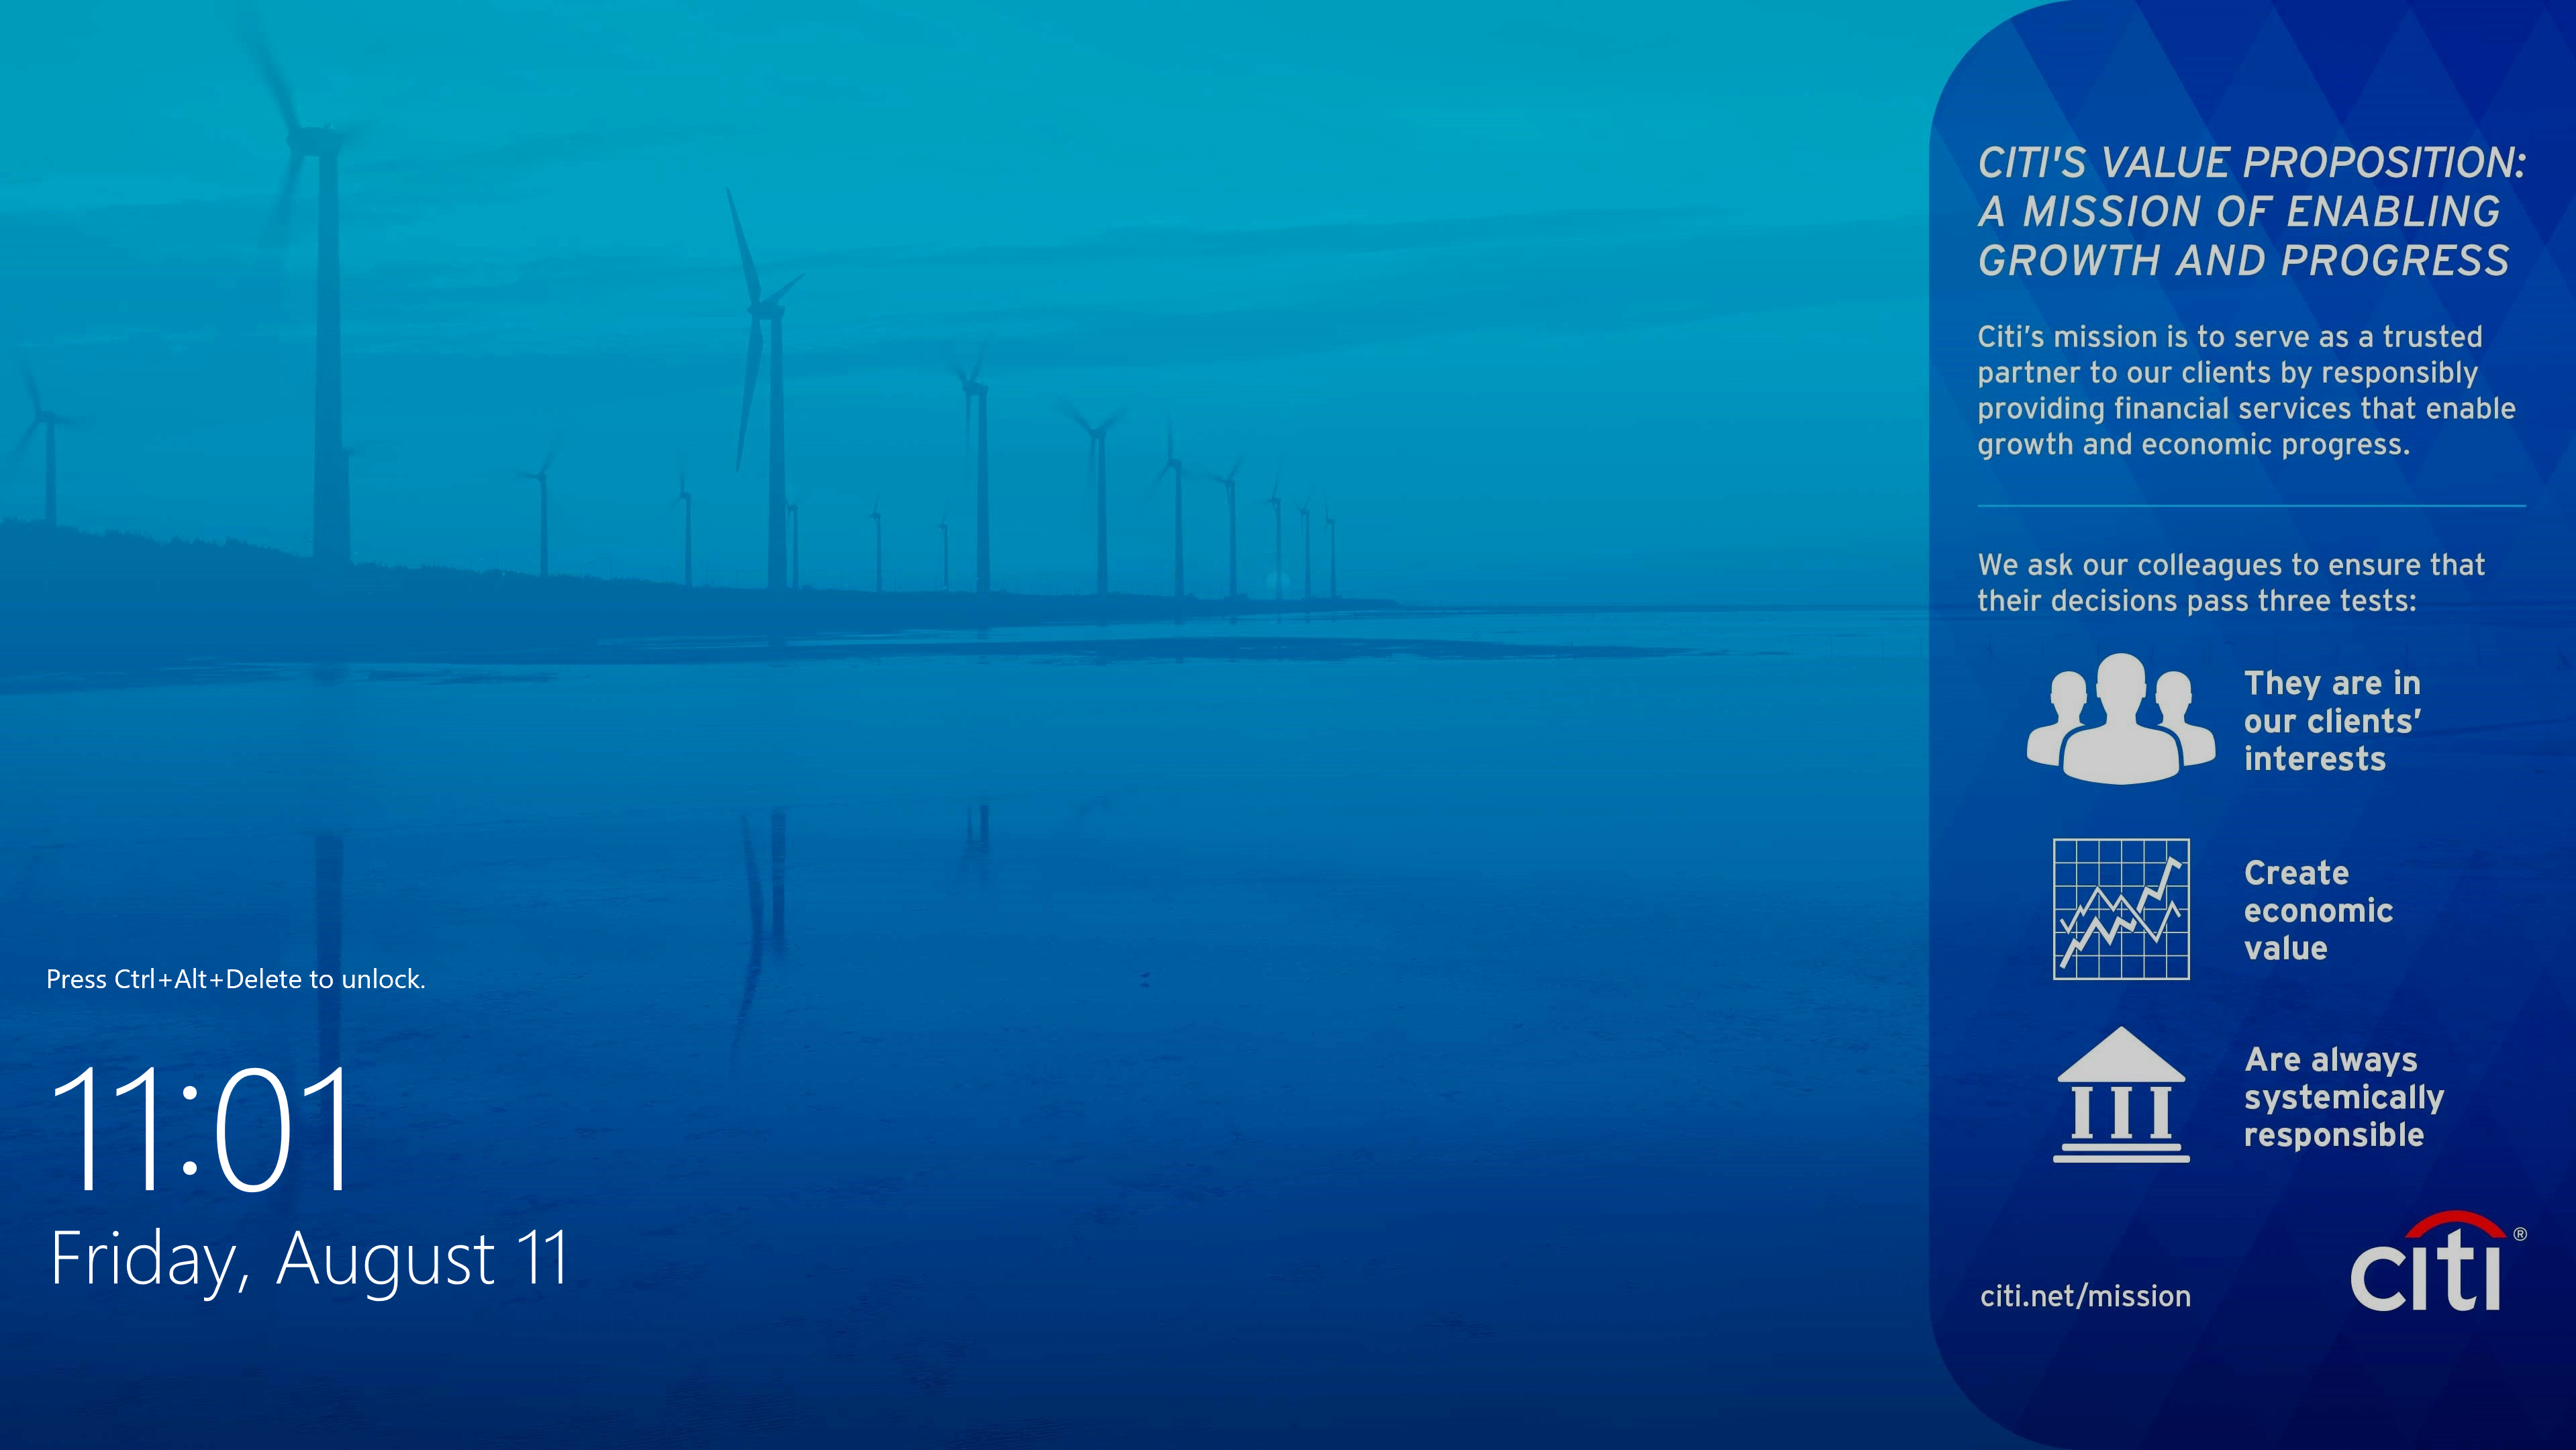 CITI'S VALUE PROPOSITION:
A MISSION OF ENABLING
GROWTH AND PROGRESS
Citi's mission is to serve as a trusted
partner to our clients by responsibly
providing financial services that enable
growth and economic progress.
We ask our colleagues to ensure that
their decisions pass three tests:
They are in
our clients'
interests
Create
economic
value
Are always
systemically
responsible
citi.net/mission
citi®
Press Ctrl+Alt+Delete to unlock.
11:01
Friday, August 11